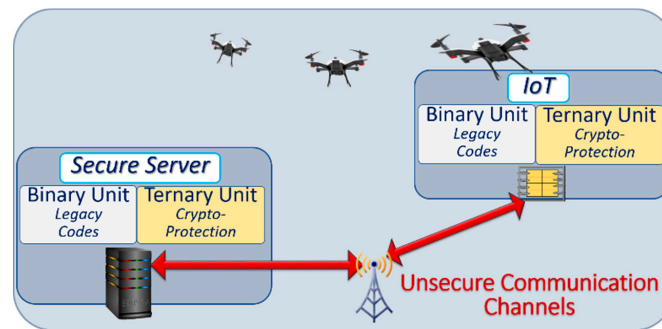 IoT
Binary Unit Ternary Unit
Legacy Crypto-
Codes Protection
Secure Server
Binary Unit Ternary Unit
Legacy Crypto-
Codes Protection
Unsecure Communication
Channels